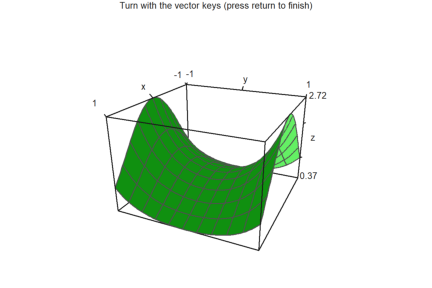 Turn with the vector keys (press return to finish)
-1 -1 y 1
x 2.72
1
z
0.37